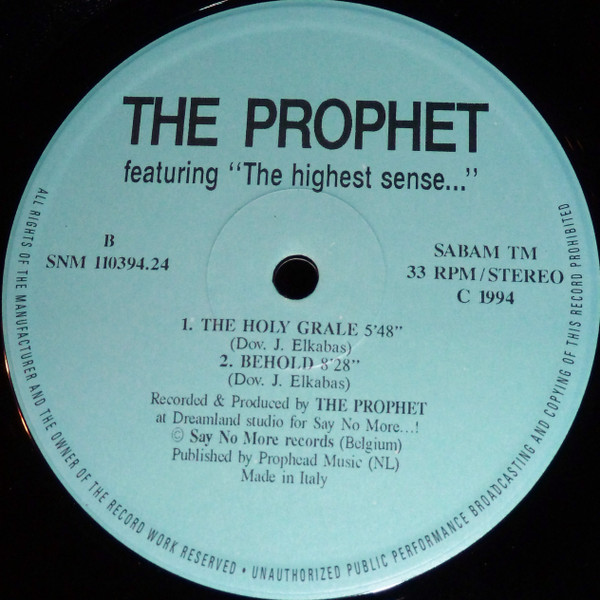 THE PROPHET
featuring "The highest sense..."
B
SNM 110394.24
SABAM TM
33 RPM/STEREO
C 1994
1. THE HOLY GRALE 5'48"
(Dov. J. Elkabas)
2. BEHOLD 8'28"
(Dov. J. Elkabas)
Recorded & Produced by THE PROPHET
at Dreamland studio for Say No More...!
© Say No More records (Belgium)
Published by Prophead Music (NL)
Made in Italy
ALL RIGHTS OF THE MANUFACTURER AND THE OWNER OF THE RECORD WORK RESERVED • UNAUTHORIZED PUBLIC PERFORMANCE BROADCASTING AND COPYING OF THIS RECORD PROHIBITED